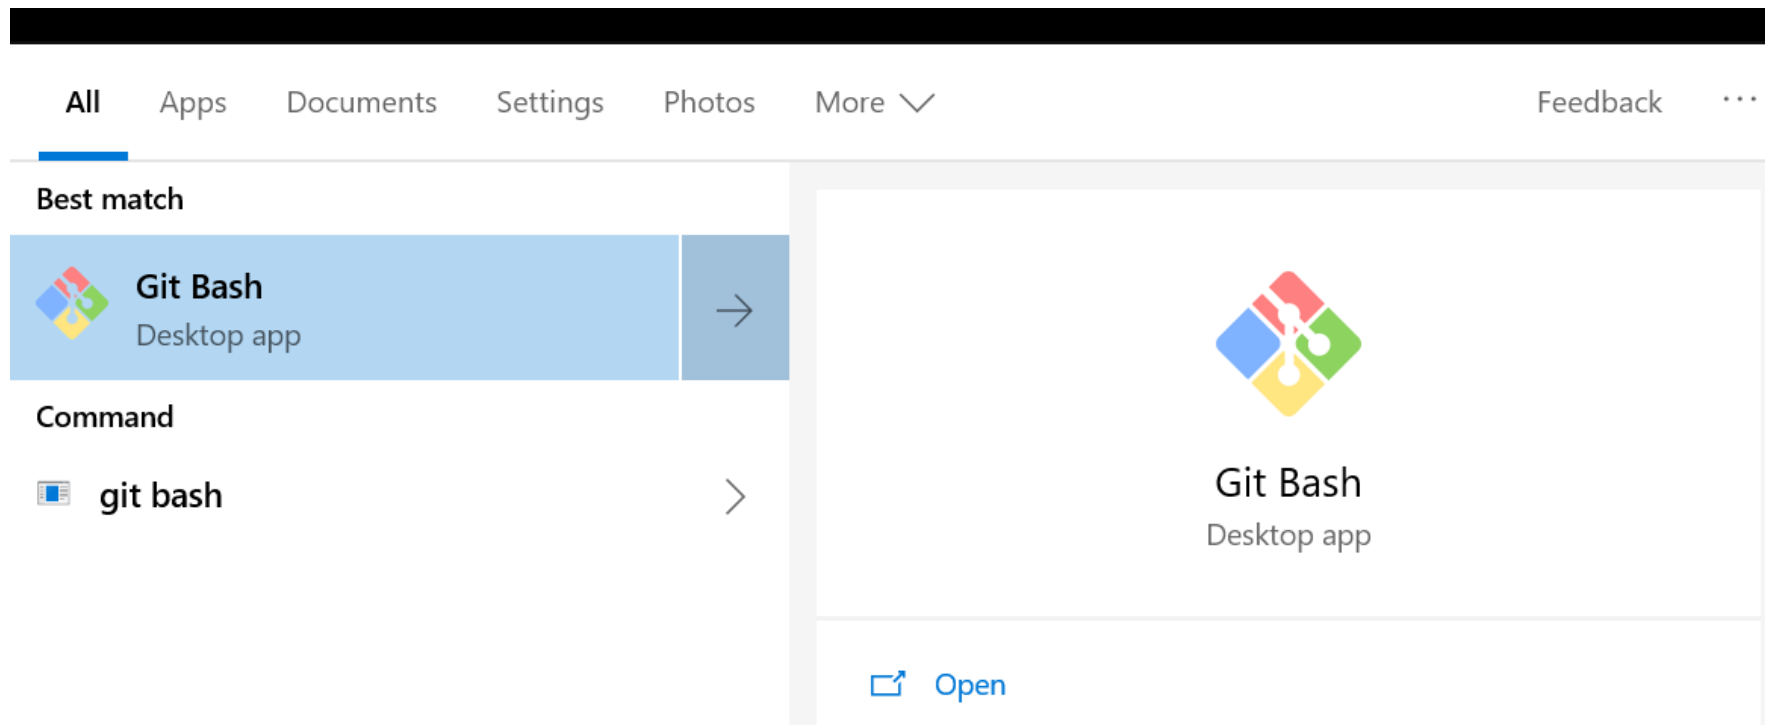 All Apps Documents Settings Photos More Feedback ...
Best match
Git Bash
Desktop app
Command
git bash
Git Bash
Desktop app
Open